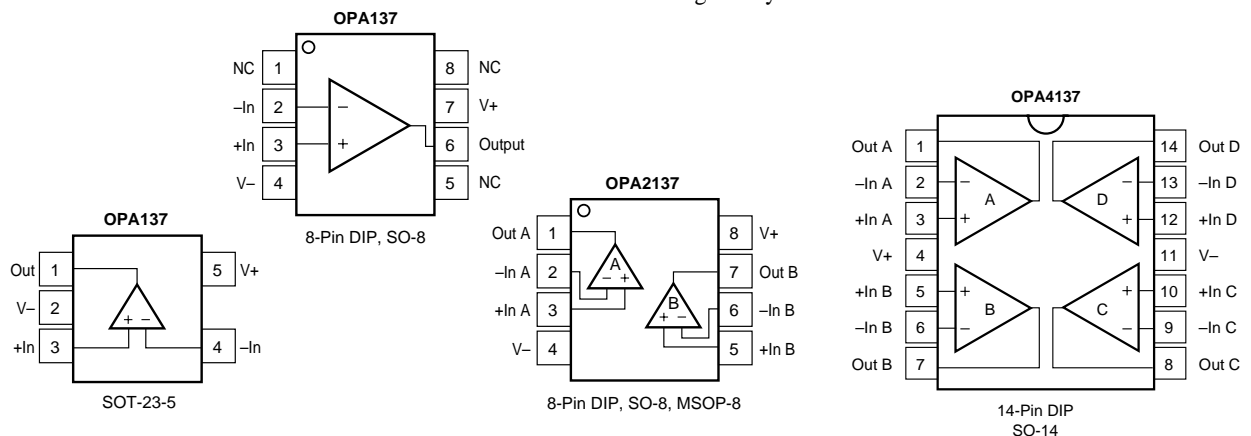 OPA137
NC 1
8 NC
–In 2
7 V+
+In 3
6 Output
V– 4
5 NC
– +
8-Pin DIP, SO-8
OPA137
Out 1
5 V+
V– 2
+In 3
4 –In
+ –
SOT-23-5
OPA2137
Out A 1
8 V+
–In A 2
7 Out B
+In A 3
6 –In B
V– 4
5 +In B
A
– +
B
+ –
8-Pin DIP, SO-8, MSOP-8
OPA4137
Out A 1
14 Out D
–In A 2
13 –In D
+In A 3
12 +In D
V+ 4
11 V–
+In B 5
10 +In C
–In B 6
9 –In C
Out B 7
8 Out C
– A –
+ D +
+ B +
– C –
14-Pin DIP
SO-14